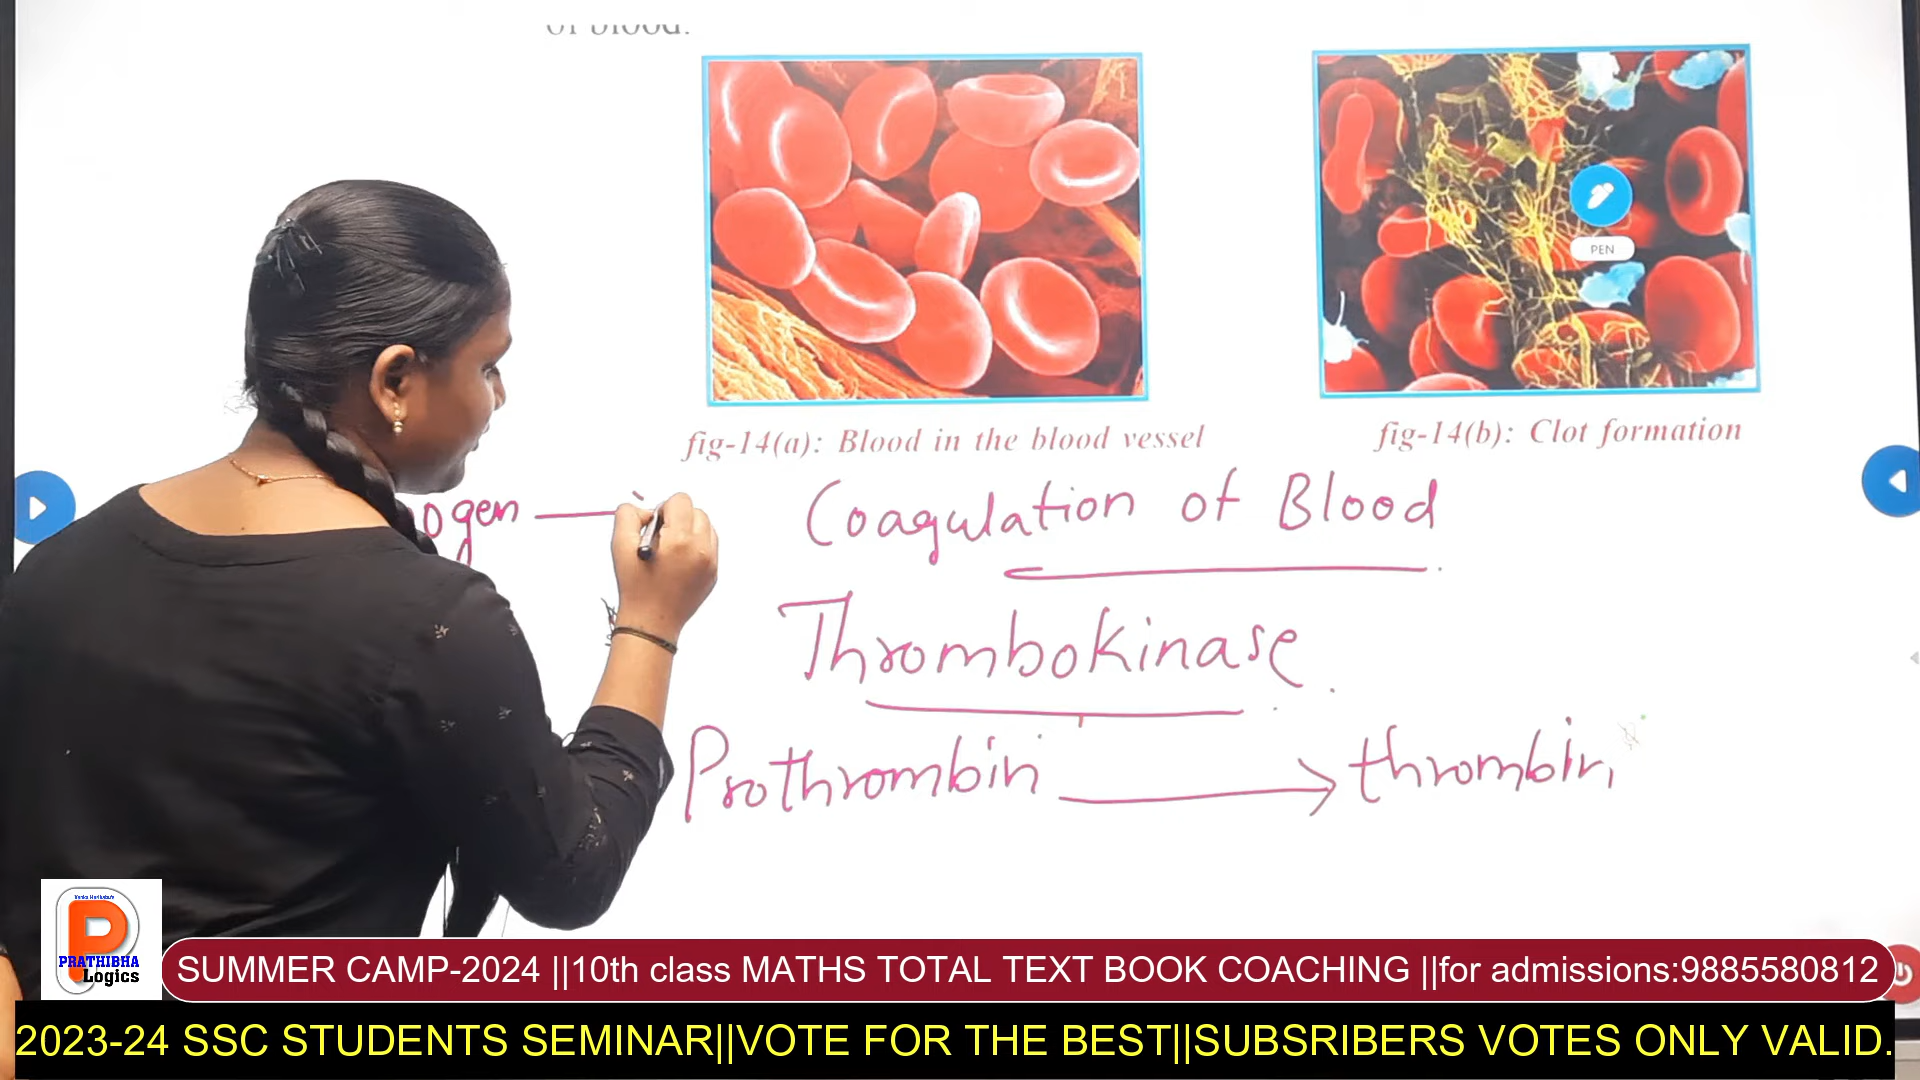 of blood.
PEN
fig-14(a): Blood in the blood vessel
fig-14(b): Clot formation
ogen
Coagulation of Blood
Thrombokinase
Prothrombin → thrombin
PRATHIBHA
Logics
SUMMER CAMP-2024 ||10th class MATHS TOTAL TEXT BOOK COACHING ||for admissions:9885580812
2023-24 SSC STUDENTS SEMINAR||VOTE FOR THE BEST||SUBSRIBERS VOTES ONLY VALID.